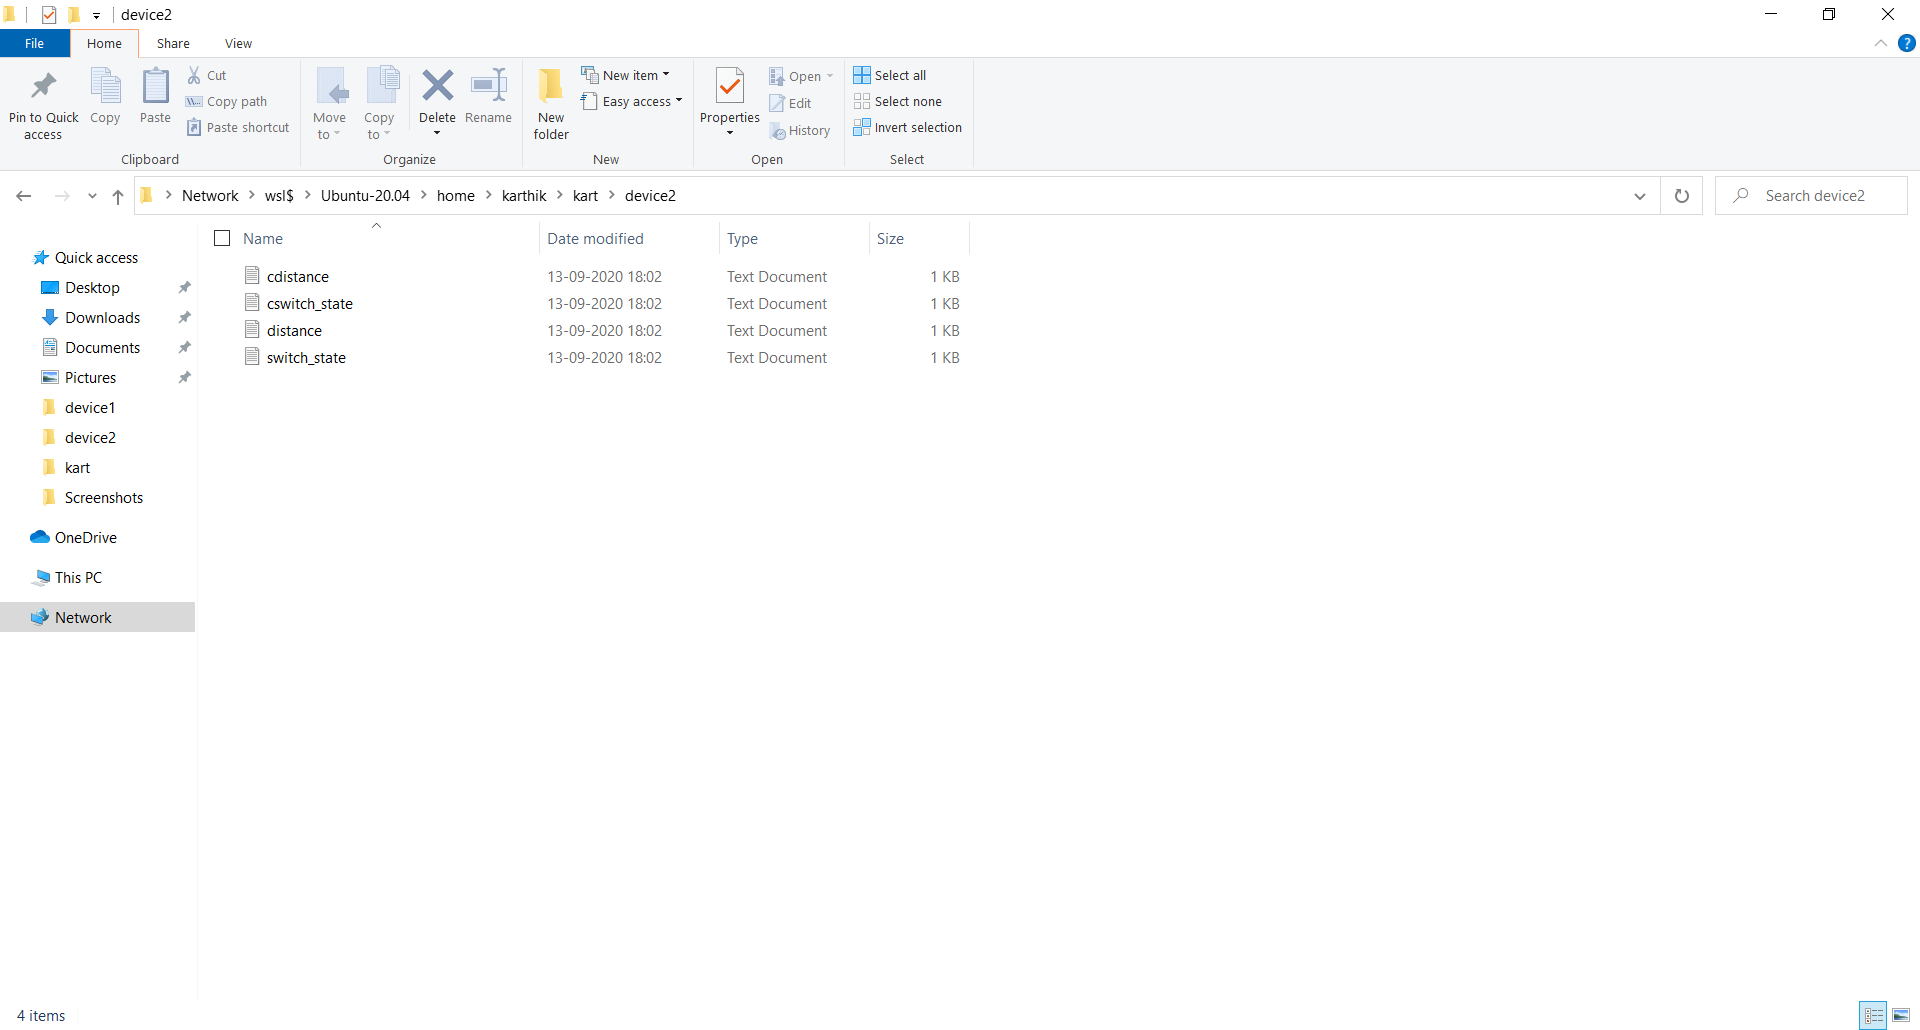 device2
File Home Share View
Pin to Quick access
Copy
Paste
Cut
Copy path
Paste shortcut
Clipboard
Move to
Copy to
Delete
Rename
Organize
New folder
New item
Easy access
New
Properties
Open
Edit
History
Open
Select all
Select none
Invert selection
Select
Network wsl$ Ubuntu-20.04 home karthik kart device2
Search device2
Quick access
Desktop
Downloads
Documents
Pictures
device1
device2
kart
Screenshots
OneDrive
This PC
Network
Name Date modified Type Size
cdistance 13-09-2020 18:02 Text Document 1 KB
cswitch_state 13-09-2020 18:02 Text Document 1 KB
distance 13-09-2020 18:02 Text Document 1 KB
switch_state 13-09-2020 18:02 Text Document 1 KB
4 items